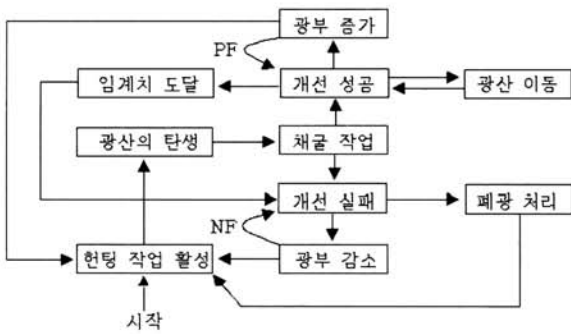 광부 증가
PF
임계치 도달
개선 성공
광산 이동
광산의 탄생
채굴 작업
개선 실패
폐광 처리
NF
헌팅 작업 활성
광부 감소
시작